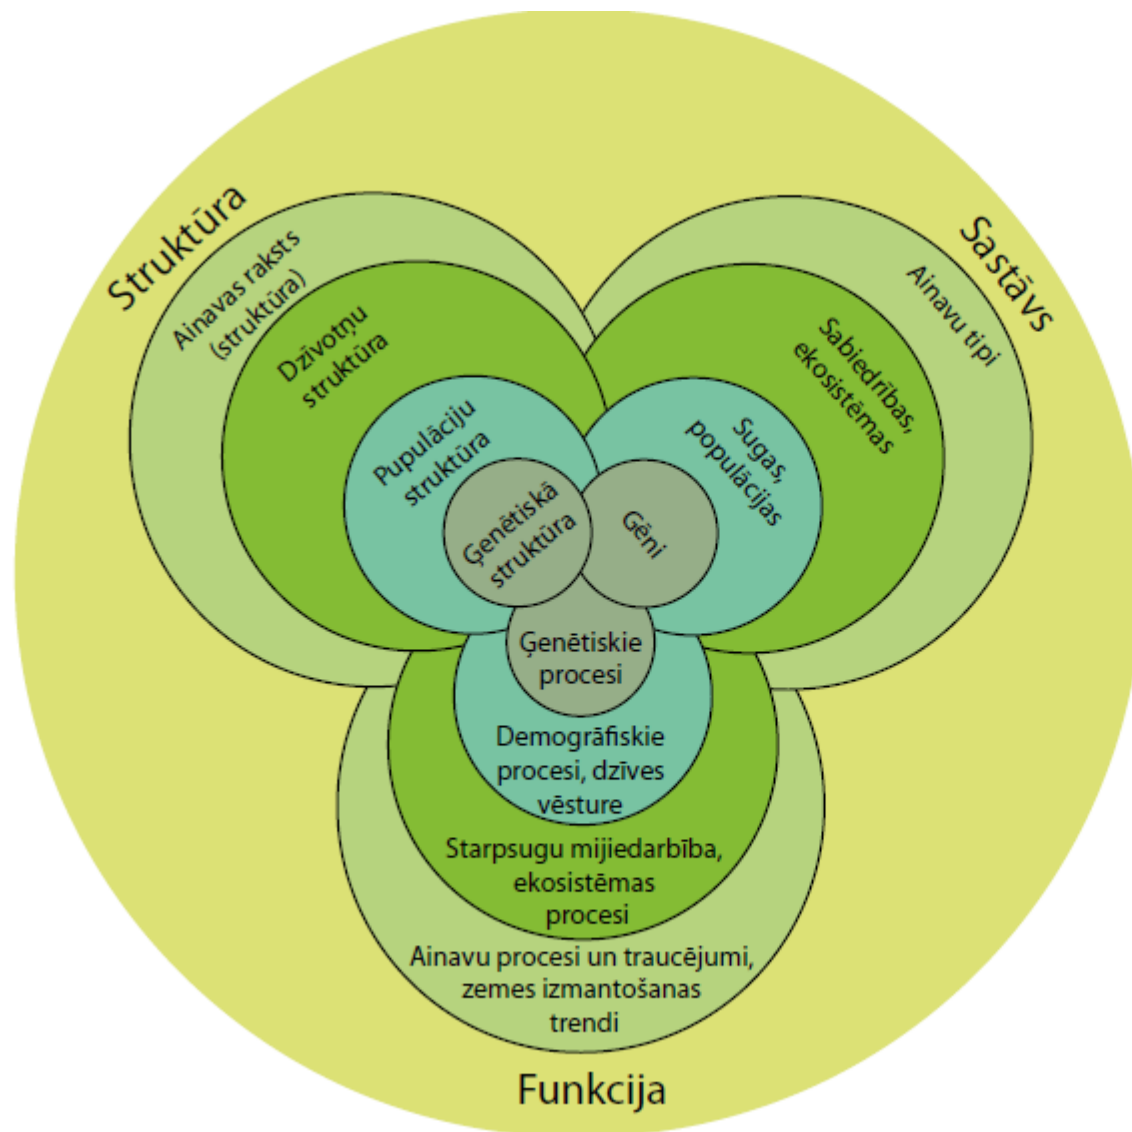 Struktūra
Ainavas raksts
(struktūra)
Dzīvotņu
struktūra
Pupulāciju
struktūra
Ģenētiskā
struktūra
Sastāvs
Ainavu tipi
Sabiedrības,
ekosistēmas
Sugas,
populācijas
Gēni
Ģenētiskie
procesi
Demogrāfiskie
procesi, dzīves
vēsture
Starpsugu mijiedarbība,
ekosistēmas
procesi
Ainavu procesi un traucējumi,
zemes izmantošanas
trendi
Funkcija